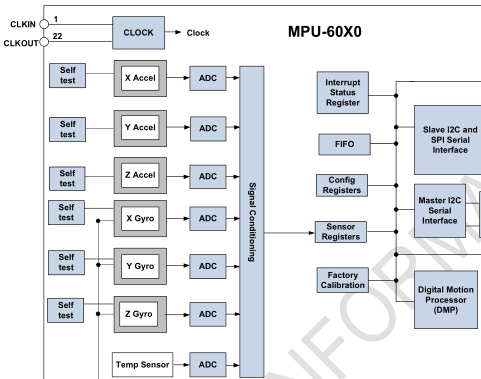 CLKIN
1
CLKOUT
22
CLOCK
Clock
MPU-60X0
Self
test
X Accel
ADC
Self
test
Y Accel
ADC
Self
test
Z Accel
ADC
Self
test
X Gyro
ADC
Self
test
Y Gyro
ADC
Self
test
Z Gyro
ADC
Temp Sensor
ADC
Signal Conditioning
Interrupt
Status
Register
FIFO
Config
Registers
Sensor
Registers
Factory
Calibration
Slave I2C and
SPI Serial
Interface
Master I2C
Serial
Interface
Digital Motion
Processor
(DMP)